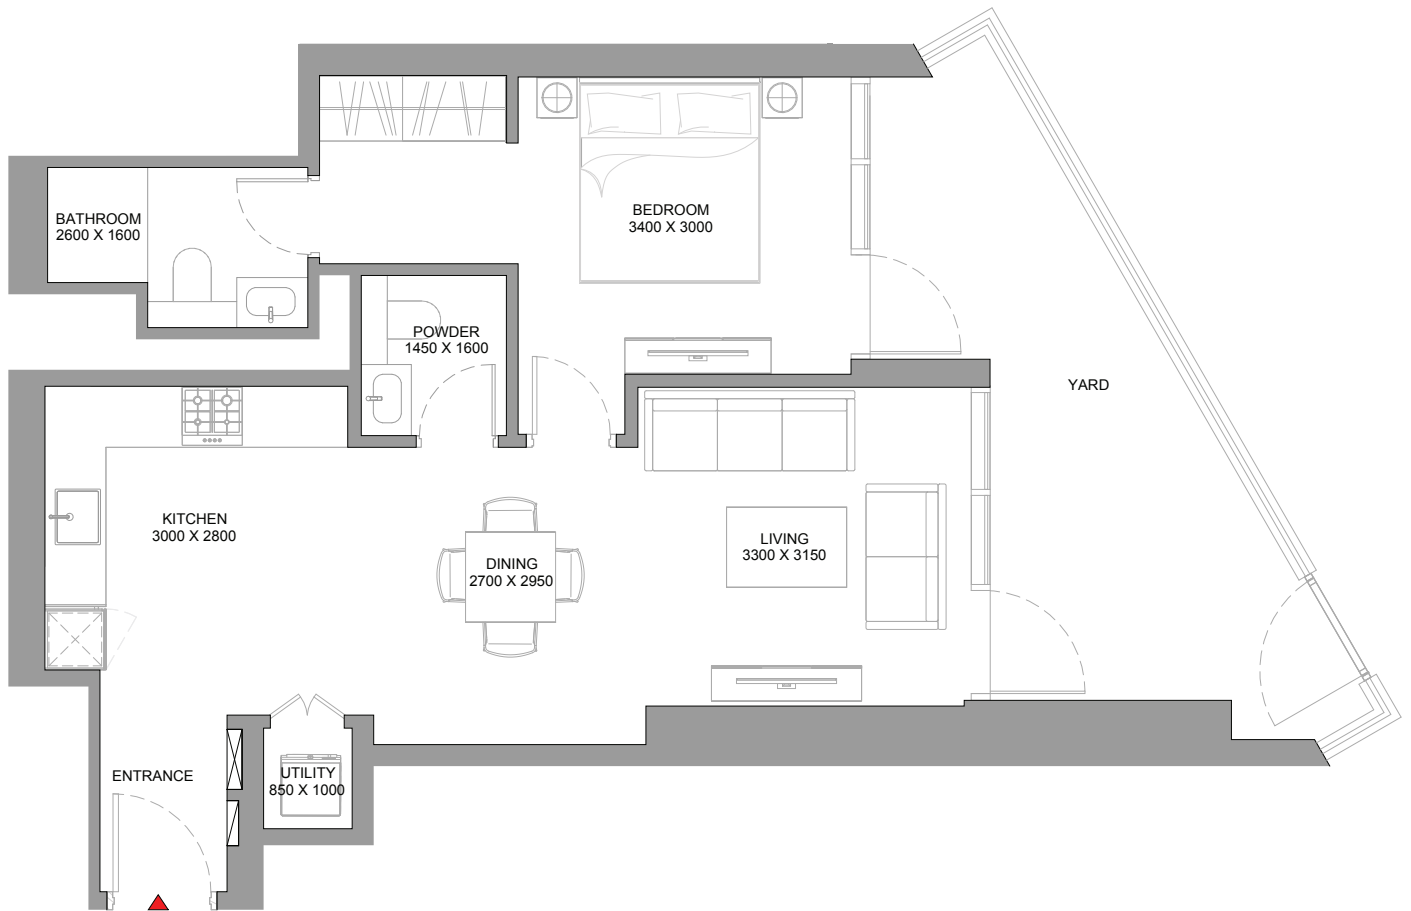 BATHROOM
2600 X 1600
BEDROOM
3400 X 3000
POWDER
1450 X 1600
YARD
KITCHEN
3000 X 2800
DINING
2700 X 2950
LIVING
3300 X 3150
ENTRANCE
UTILITY
850 X 1000